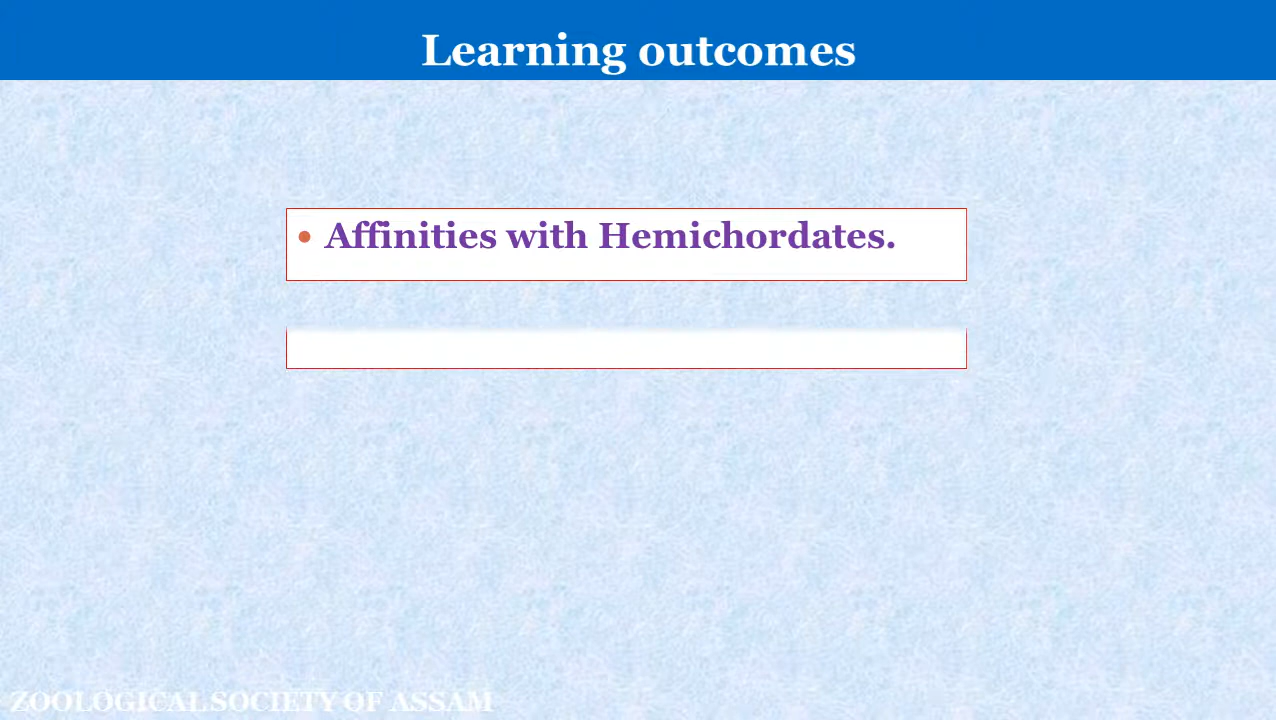 Learning outcomes
• Affinities with Hemichordates.
ZOOLOGICAL SOCIETY OF ASSAM